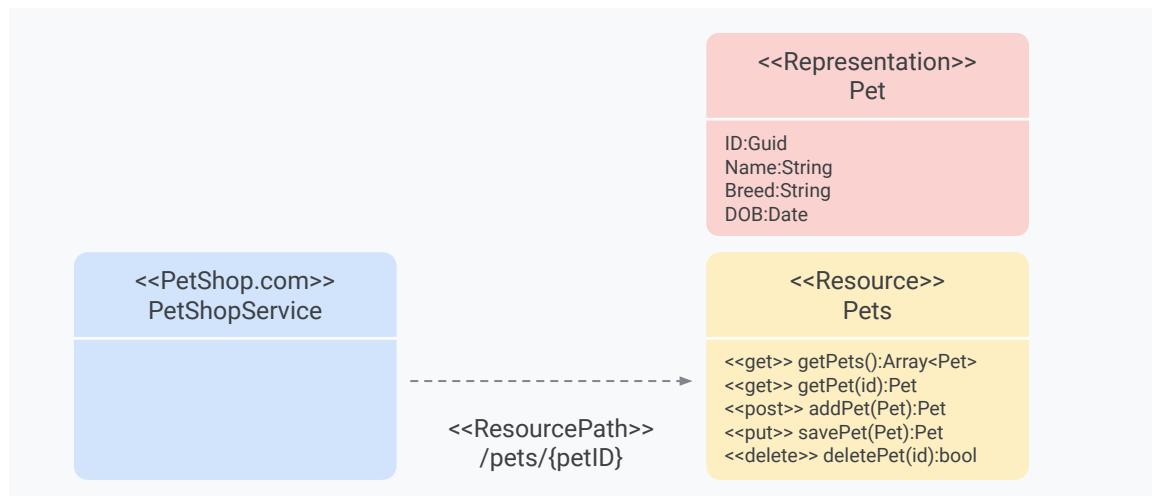 <<Representation>>
Pet
ID:Guid
Name:String
Breed:String
DOB:Date
<<PetShop.com>>
PetShopService
<<ResourcePath>>
/pets/{petID}
<<Resource>>
Pets
<<get>> getPets():Array<Pet>
<<get>> getPet(id):Pet
<<post>> addPet(Pet):Pet
<<put>> savePet(Pet):Pet
<<delete>> deletePet(id):bool